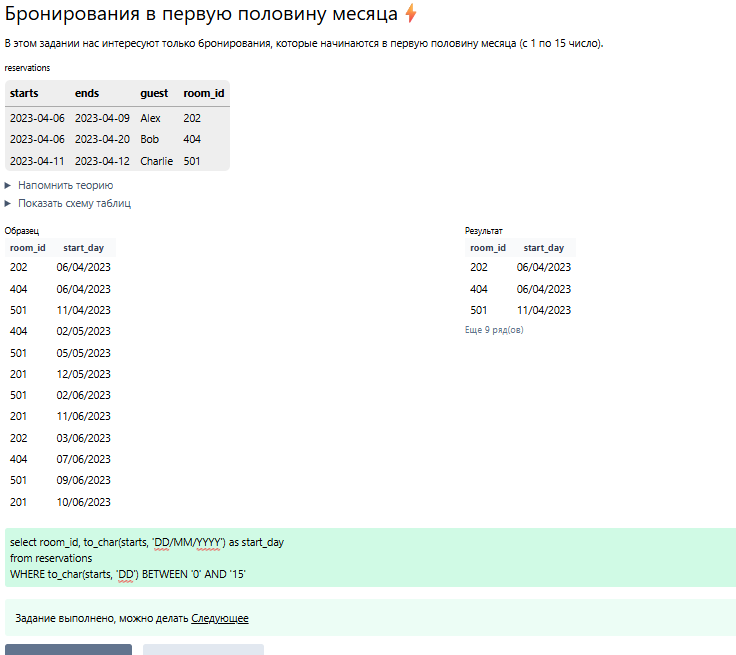 Бронирования в первую половину месяца ⚡
В этом задании нас интересуют только бронирования, которые начинаются в первую половину месяца (с 1 по 15 число).
reservations
starts ends guest room_id
2023-04-06 2023-04-09 Alex 202
2023-04-06 2023-04-20 Bob 404
2023-04-11 2023-04-12 Charlie 501
▶ Напомнить теорию
▶ Показать схему таблиц
Образец
room_id start_day
202 06/04/2023
404 06/04/2023
501 11/04/2023
404 02/05/2023
501 05/05/2023
201 12/05/2023
501 02/06/2023
201 11/06/2023
202 03/06/2023
404 07/06/2023
501 09/06/2023
201 10/06/2023
Результат
room_id start_day
202 06/04/2023
404 06/04/2023
501 11/04/2023
Еще 9 ряд(ов)
select room_id, to_char(starts, 'DD/MM/YYYY') as start_day
from reservations
WHERE to_char(starts, 'DD') BETWEEN '0' AND '15'
Задание выполнено, можно делать Следующее